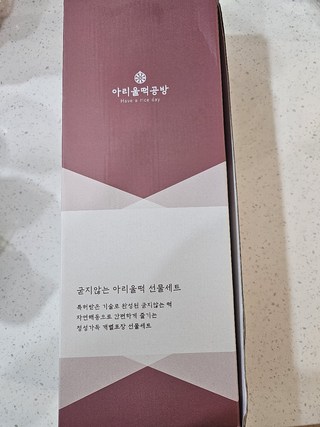 아리울떡공방
Have a rice day
굳지않는 아리울떡 선물세트
특허받은 기술로 완성된 굳지않는 떡
자연해동으로 간편하게 즐기는
정성가득 개별포장 선물세트